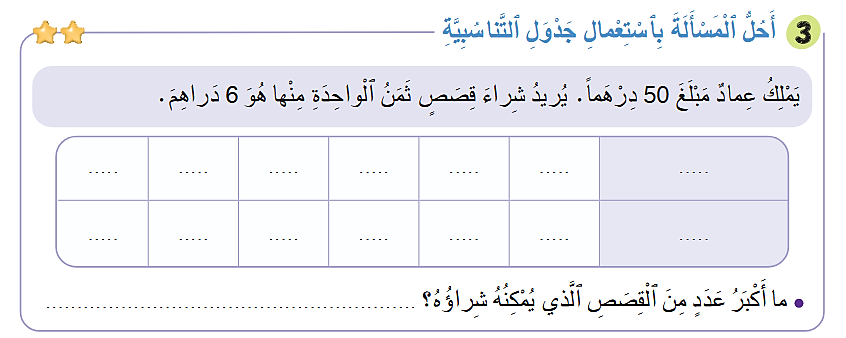 3 أَحُلُّ ٱلْمَسْأَلَةَ بِٱسْتِعْمالِ جَدْوَلِ ٱلتَّناسُبِيَّةِ
يَمْلِكُ عِمادٌ مَبْلَغَ 50 دِرْهَماً. يُريدُ شِراءَ قِصَصٍ ثَمَنُ ٱلْواحِدَةِ مِنْها هُوَ 6 دَراهِمَ.
..... ..... ..... ..... ..... ..... .....
..... ..... ..... ..... ..... ..... .....
• ما أَكْبَرُ عَدَدٍ مِنَ ٱلْقِصَصِ ٱلَّذي يُمْكِنُهُ شِراؤُهُ؟ ..............................